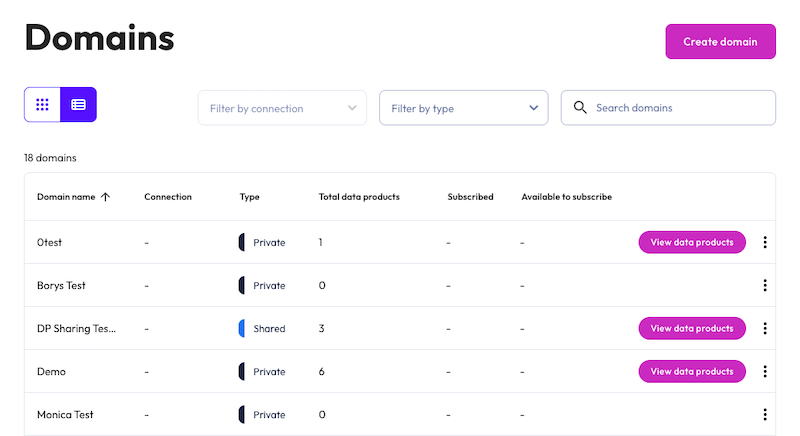 Domains
Create domain
Filter by connection
Filter by type
Search domains
18 domains
Domain name Connection Type Total data products Subscribed Available to subscribe
0test - Private 1 - - View data products
Borys Test - Private 0 - -
DP Sharing Tes... - Shared 3 - - View data products
Demo - Private 6 - - View data products
Monica Test - Private 0 - -